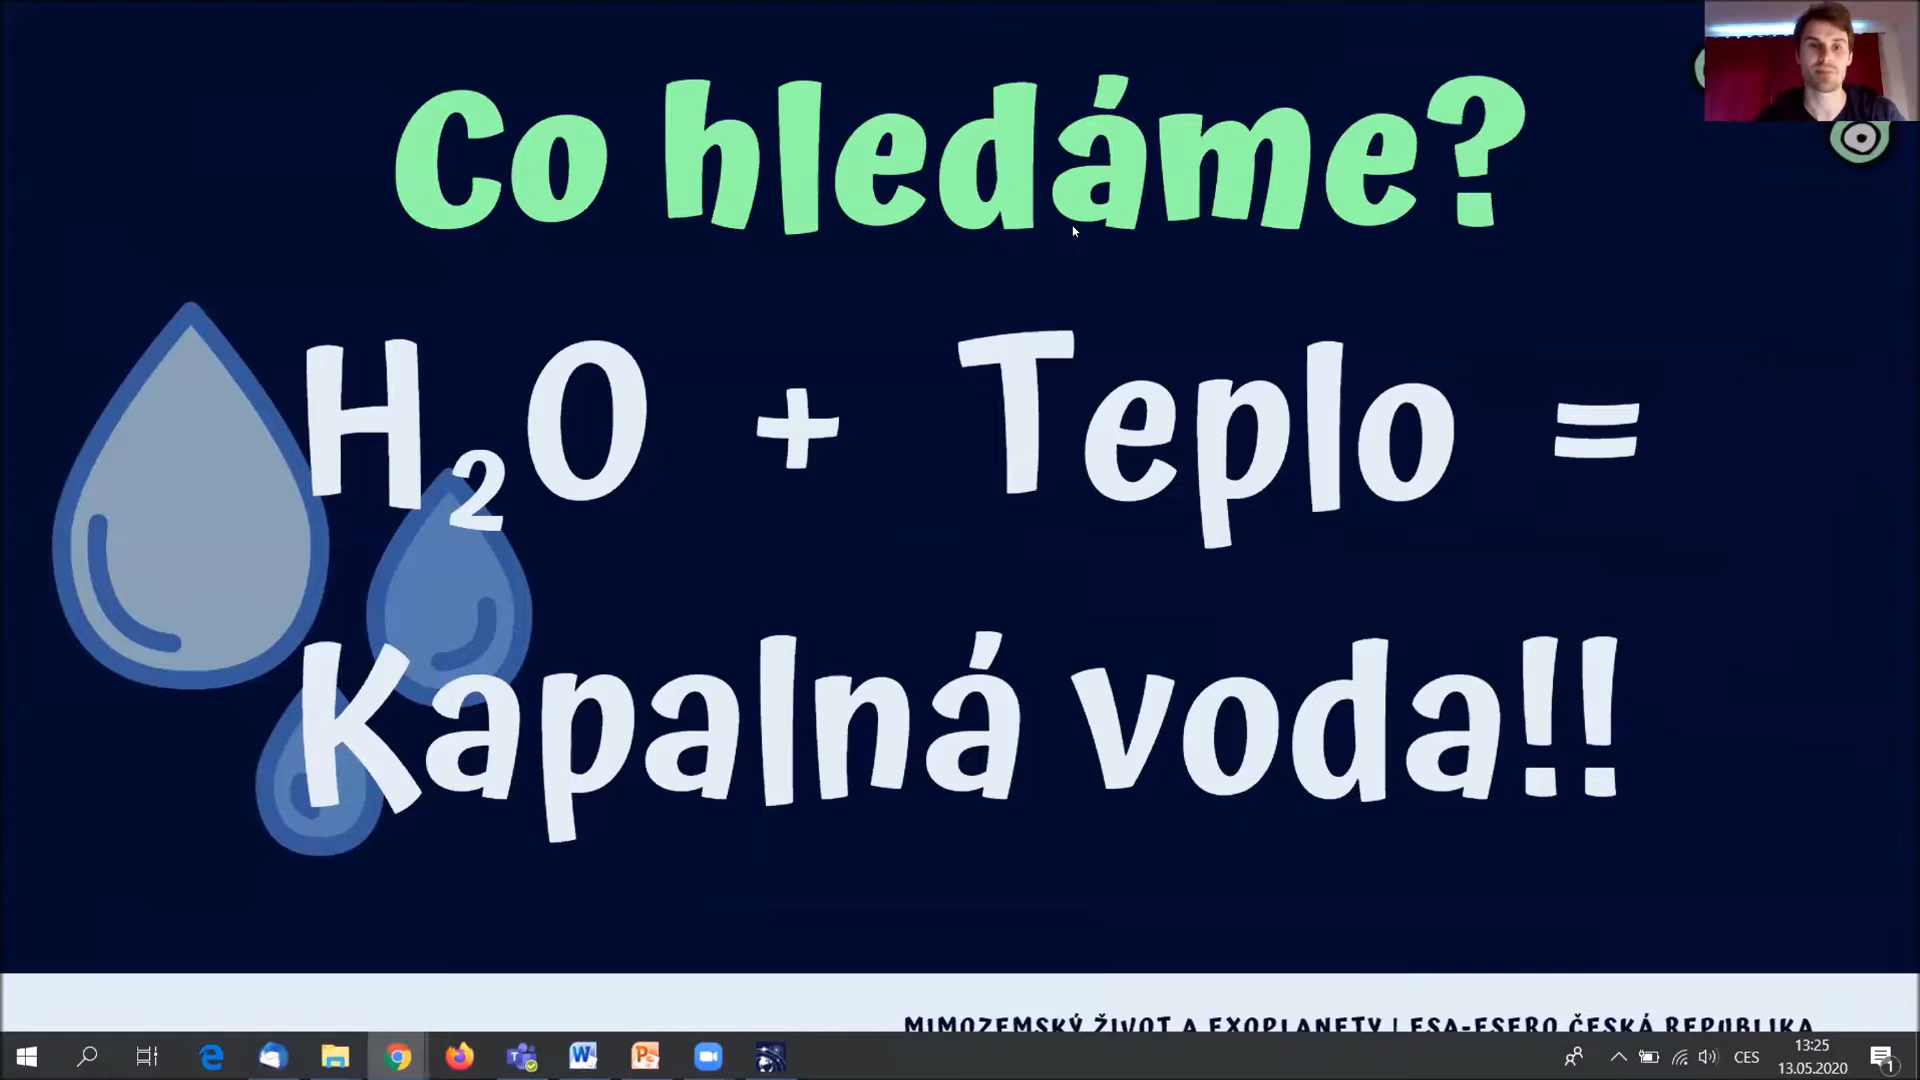 Co hledáme?
H₂O + Teplo =
Kapalná voda!!
MIMOZEMSKÝ ŽIVOT A EXOPLANETY | ESA-ESERO ČESKÁ REPUBLIKA
CES
13:25
13.05.2020
1